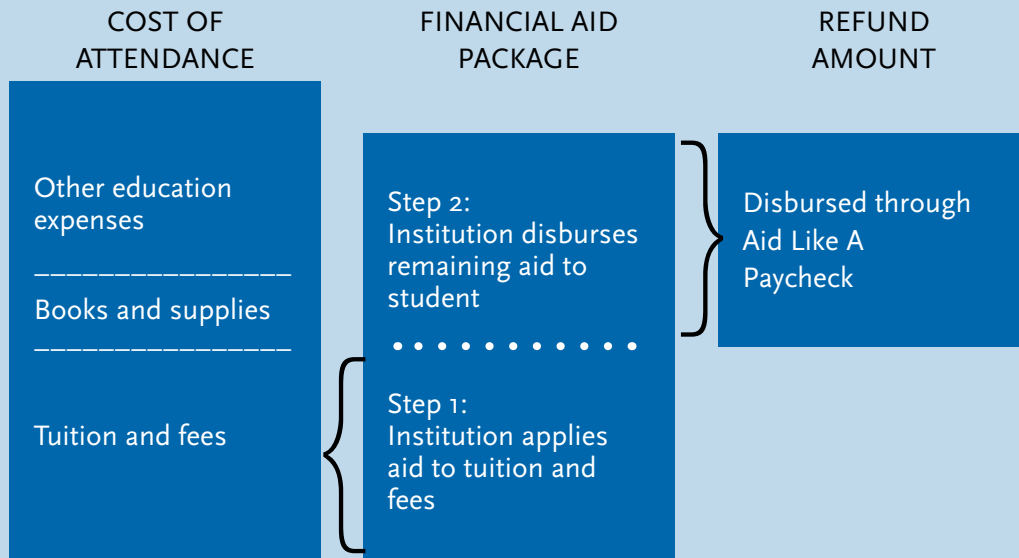 COST OF
ATTENDANCE
FINANCIAL AID
PACKAGE
REFUND
AMOUNT
Other education
expenses
________________
Books and supplies
________________
Tuition and fees
Step 2:
Institution disburses
remaining aid to
student
Step 1:
Institution applies
aid to tuition and
fees
Disbursed through
Aid Like A
Paycheck